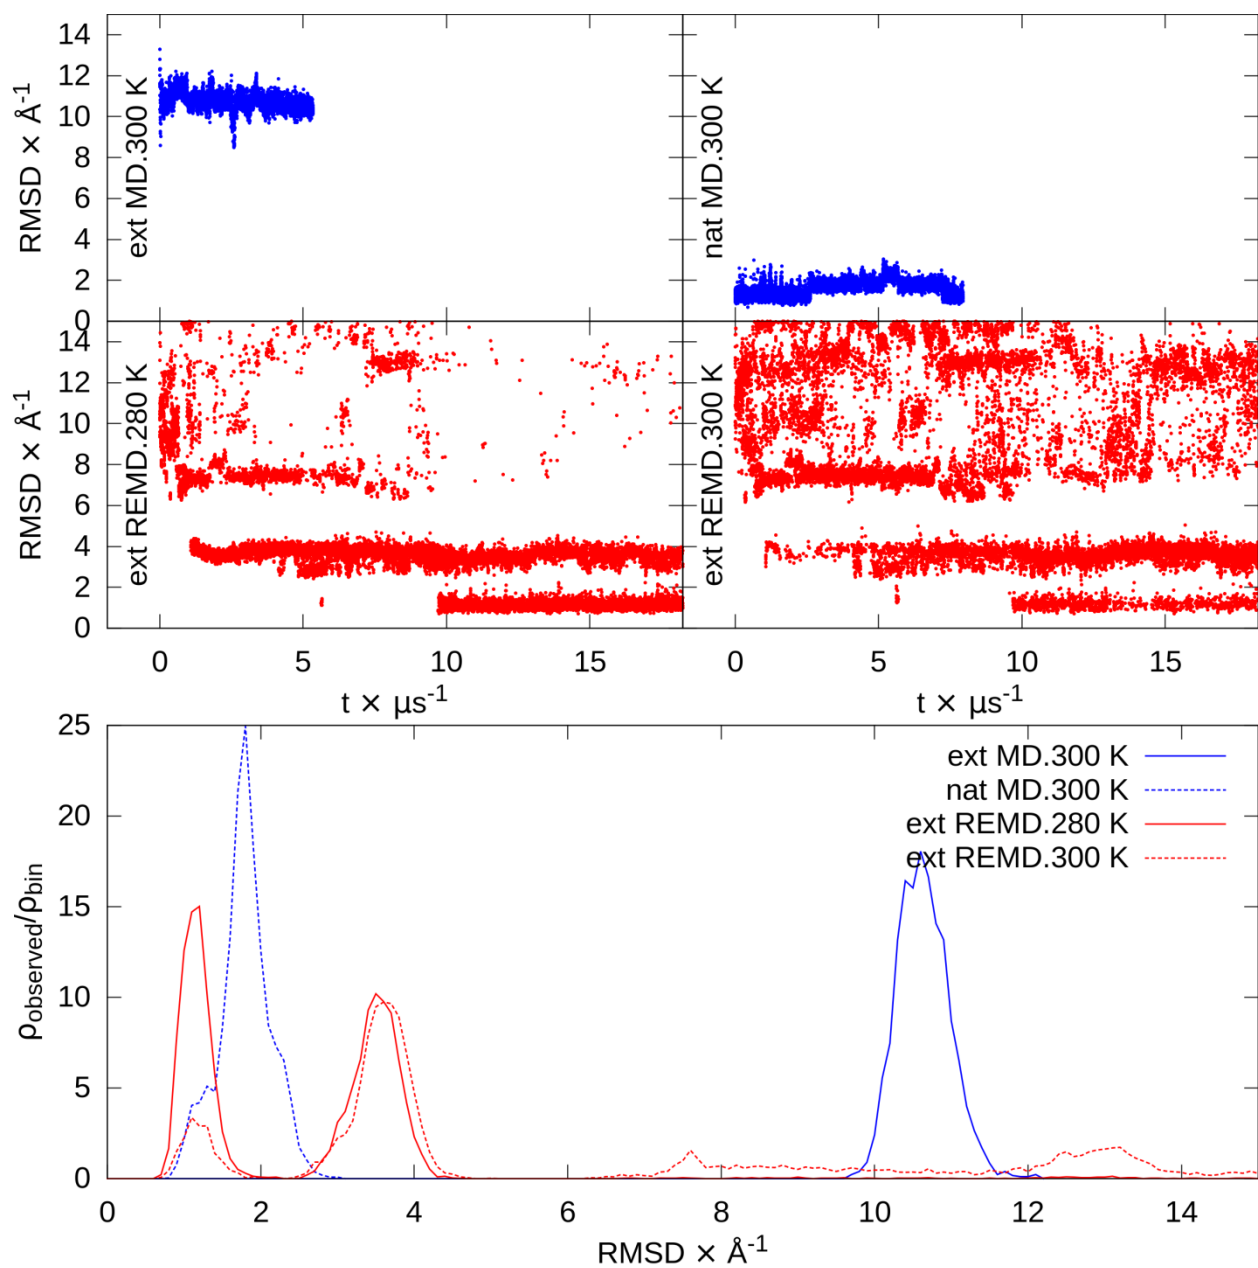 14
12
10
8
6
4
2
0
RMSD × Å-1
ext MD.300 K
nat MD.300 K
14
12
10
8
6
4
2
0
RMSD × Å-1
ext REMD.280 K
ext REMD.300 K
0 5 10 15 0 5 10 15
t × µs-1 t × µs-1
25
20
15
10
5
0
ρobserved/ρbin
ext MD.300 K
nat MD.300 K
ext REMD.280 K
ext REMD.300 K
0 2 4 6 8 10 12 14
RMSD × Å-1